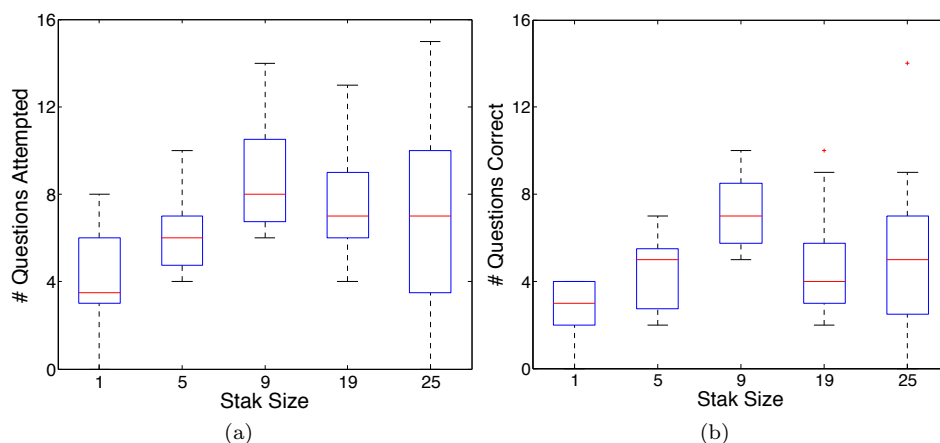 # Questions Attempted
16
12
8
4
0
1 5 9 19 25
Stak Size
(a)
# Questions Correct
16
12
8
4
0
1 5 9 19 25
Stak Size
(b)